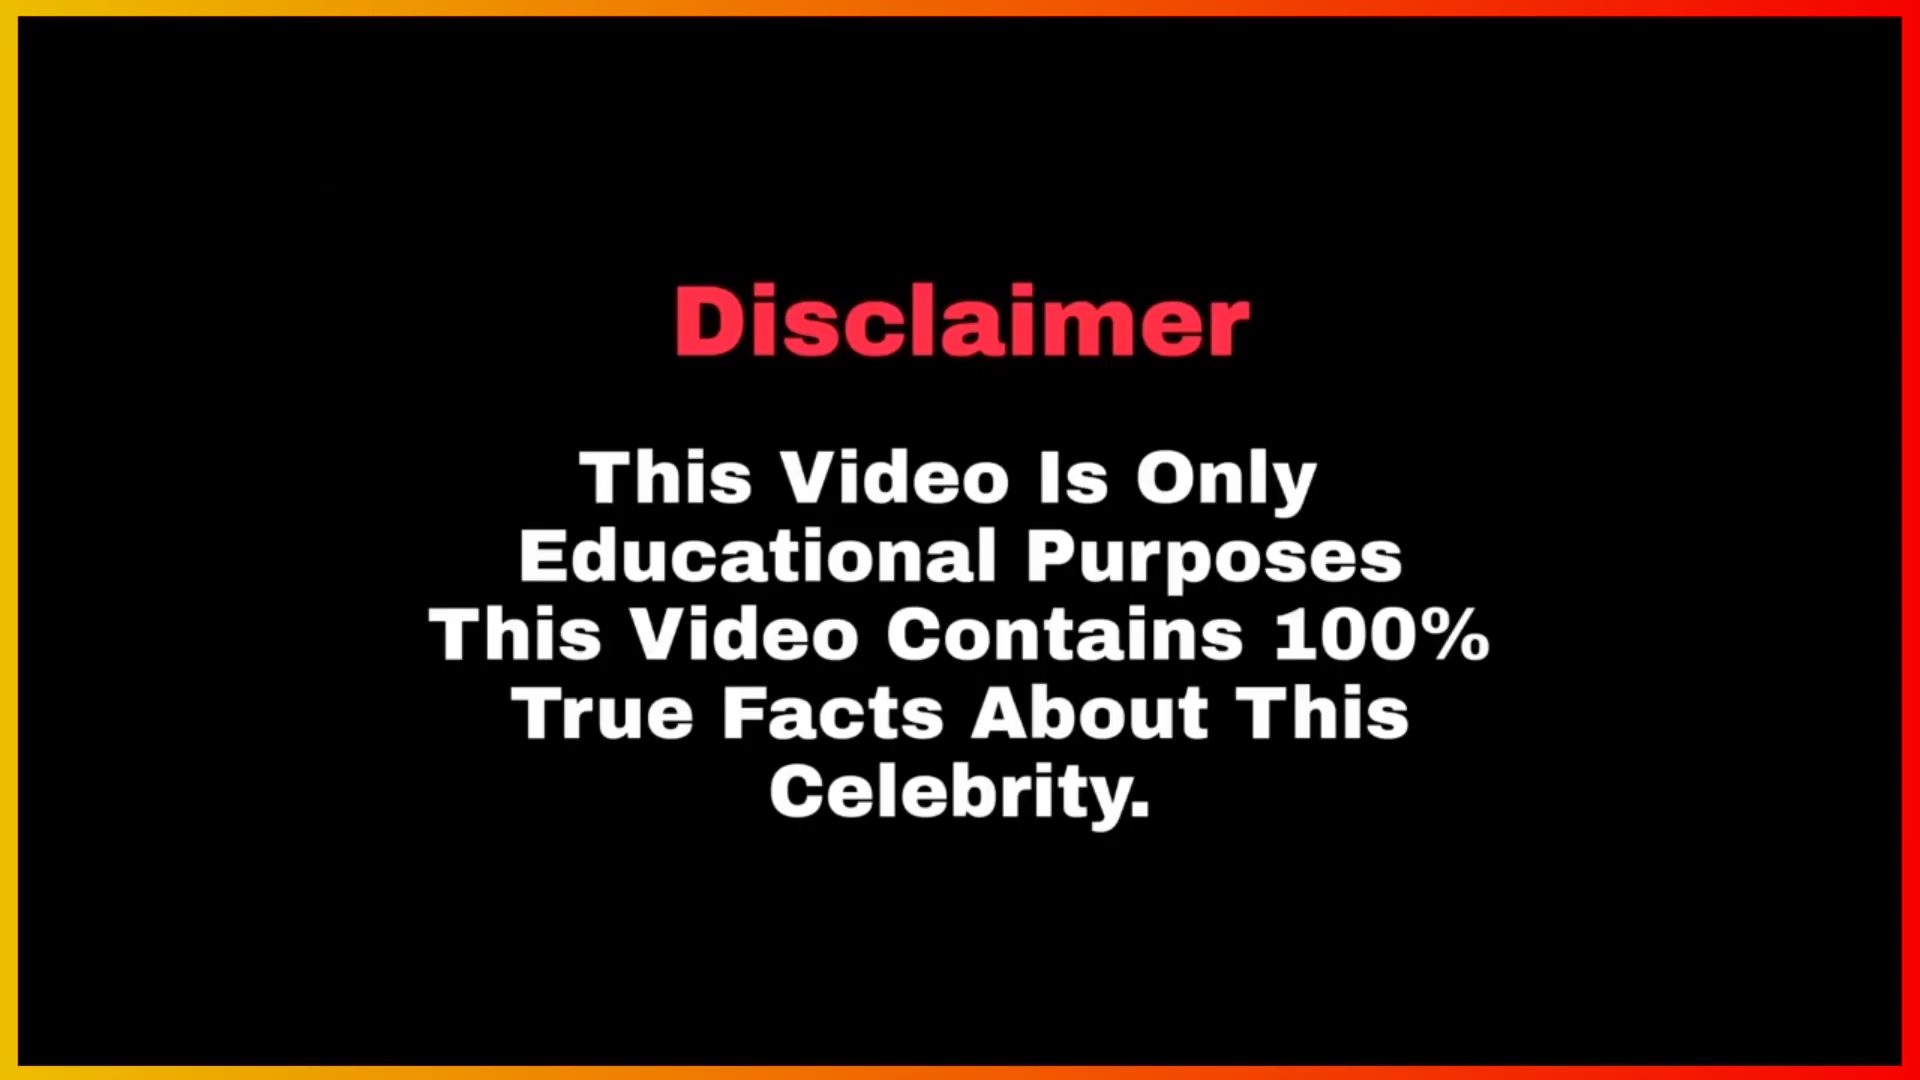 Disclaimer
This Video Is Only
Educational Purposes
This Video Contains 100%
True Facts About This
Celebrity.